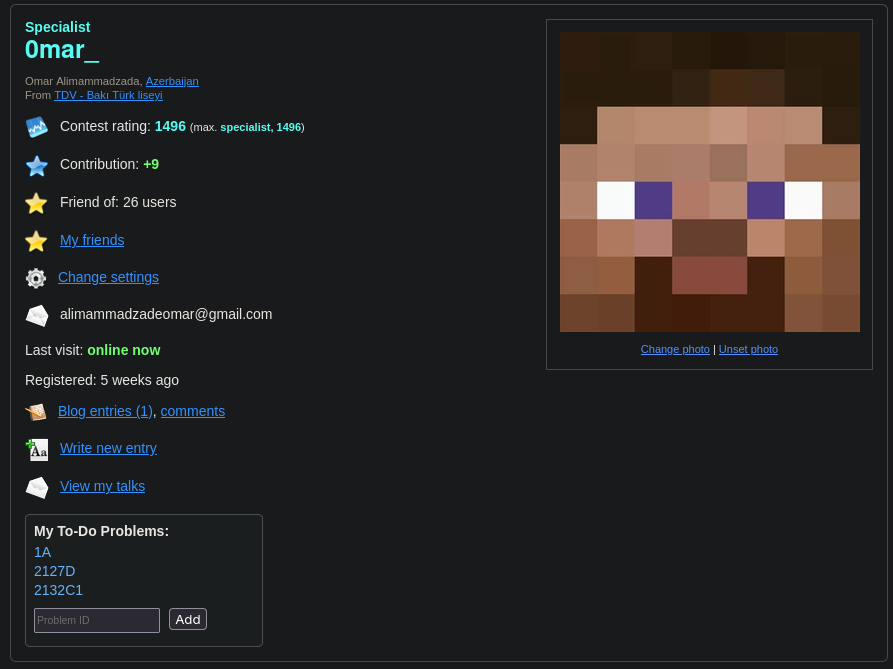 Specialist
0mar_
Omar Alimammadzada, Azerbaijan
From TDV - Bakı Türk liseyi
Contest rating: 1496 (max. specialist, 1496)
Contribution: +9
Friend of: 26 users
My friends
Change settings
alimammadzadeomar@gmail.com
Last visit: online now
Registered: 5 weeks ago
Blog entries (1), comments
Aa
Write new entry
View my talks
My To-Do Problems:
1A
2127D
2132C1
Problem ID
Add
Change photo | Unset photo